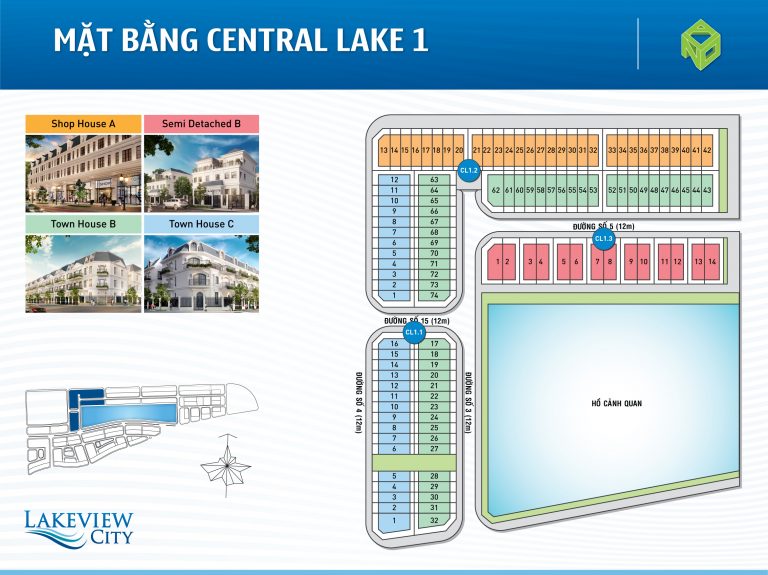 MẶT BẰNG CENTRAL LAKE 1
Shop House A
Semi Detached B
Town House B
Town House C
13 14 15 16 17 18 19 20
21 22 23 24 25 26 27 28 29 30 31 32
33 34 35 36 37 38 39 40 41 42
CL1.2
12 63
11 64
10 65
9 66
8 67
7 68
6 69
5 70
4 71
3 72
2 73
1 74
62 61 60 59 58 57 56 55 54 53
52 51 50 49 48 47 46 45 44 43
ĐƯỜNG SỐ 5 (12m)
CL1.3
1 2 3 4 5 6 7 8 9 10 11 12 13 14
ĐƯỜNG SỐ 15 (12m)
CL1.1
16 17
15 18
14 19
13 20
12 21
11 22
10 23
9 24
8 25
7 26
6 27
5 28
4 29
3 30
2 31
1 32
ĐƯỜNG SỐ 4 (12m)
ĐƯỜNG SỐ 3 (12m)
HỒ CẢNH QUAN
LAKEVIEW
CITY